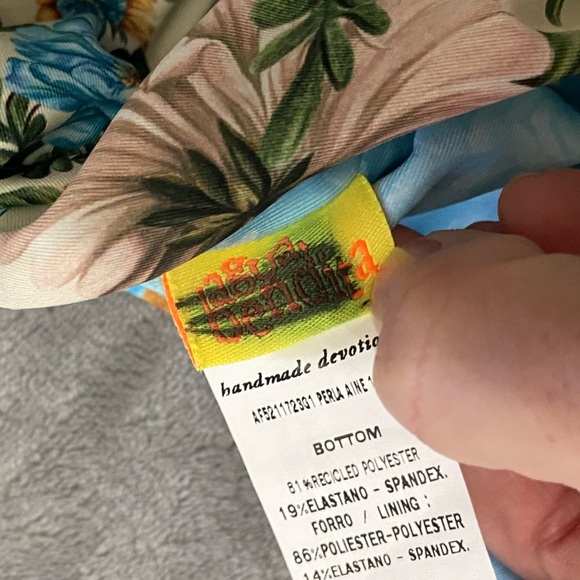 agua
bendita
handmade devotio
AF521172301 PERLA AINE 1
BOTTOM
81%RECICLED POLYESTER
19%ELASTANO - SPANDEX.
FORRO / LINING :
86%POLIESTER-POLYESTER
14%ELASTANO - SPANDEX.